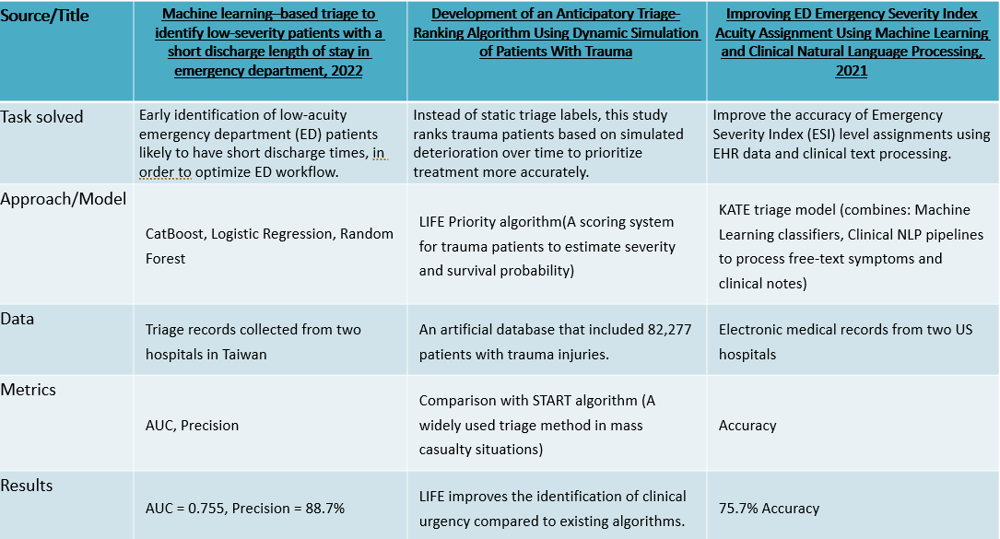 Source/Title
Machine learning–based triage to
identify low-severity patients with a
short discharge length of stay in
emergency department, 2022
Development of an Anticipatory Triage-
Ranking Algorithm Using Dynamic Simulation
of Patients With Trauma
Improving ED Emergency Severity Index
Acuity Assignment Using Machine Learning
and Clinical Natural Language Processing,
2021
Task solved
Early identification of low-acuity
emergency department (ED) patients
likely to have short discharge times, in
order to optimize ED workflow.
Instead of static triage labels, this study
ranks trauma patients based on simulated
deterioration over time to prioritize
treatment more accurately.
Improve the accuracy of Emergency
Severity Index (ESI) level assignments using
EHR data and clinical text processing.
Approach/Model
CatBoost, Logistic Regression, Random
Forest
LIFE Priority algorithm(A scoring system
for trauma patients to estimate severity
and survival probability)
KATE triage model (combines: Machine
Learning classifiers, Clinical NLP pipelines
to process free-text symptoms and
clinical notes)
Data
Triage records collected from two
hospitals in Taiwan
An artificial database that included 82,277
patients with trauma injuries.
Electronic medical records from two US
hospitals
Metrics
AUC, Precision
Comparison with START algorithm (A
widely used triage method in mass
casualty situations)
Accuracy
Results
AUC = 0.755, Precision = 88.7%
LIFE improves the identification of clinical
urgency compared to existing algorithms.
75.7% Accuracy